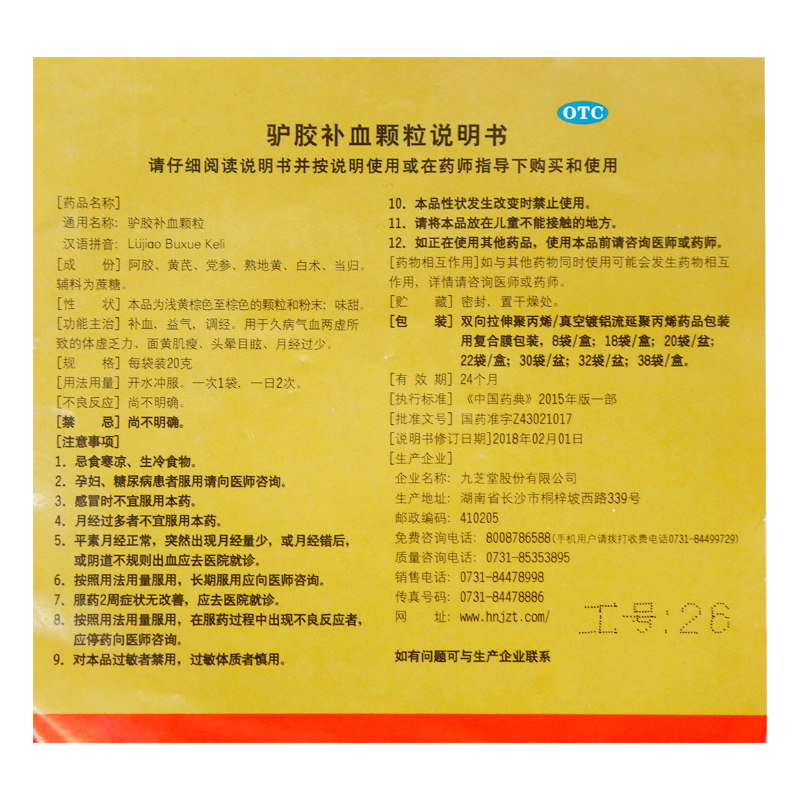 OTC
驴胶补血颗粒说明书
请仔细阅读说明书并按说明使用或在药师指导下购买和使用
[药品名称]
通用名称：驴胶补血颗粒
汉语拼音：Lüjiao Buxue Keli
[成　份]阿胶、黄芪、党参、熟地黄、白术、当归。
辅料为蔗糖。
[性　状]本品为浅黄棕色至棕色的颗粒和粉末；味甜。
[功能主治]补血，益气，调经。用于久病气血两虚所
致的体虚乏力、面黄肌瘦、头晕目眩、月经过少。
[规　格]每袋装20克
[用法用量]开水冲服。一次1袋，一日2次。
[不良反应]尚不明确。
[禁　忌]尚不明确。
[注意事项]
1. 忌食寒凉、生冷食物。
2. 孕妇、糖尿病患者服用请向医师咨询。
3. 感冒时不宜服用本药。
4. 月经过多者不宜服用本药。
5. 平素月经正常，突然出现月经量少，或月经错后，
或阴道不规则出血应去医院就诊。
6. 按照用法用量服用，长期服用应向医师咨询。
7. 服药2周症状无改善，应去医院就诊。
8. 按照用法用量服用，在服药过程中出现不良反应者，
应停药向医师咨询。
9. 对本品过敏者禁用，过敏体质者慎用。
10. 本品性状发生改变时禁止使用。
11. 请将本品放在儿童不能接触的地方。
12. 如正在使用其他药品，使用本品前请咨询医师或药师。
[药物相互作用]如与其他药物同时使用可能会发生药物相互
作用，详情请咨询医师或药师。
[贮　藏]密封，置干燥处。
[包　装]双向拉伸聚丙烯/真空镀铝流延聚丙烯药品包装
用复合膜包装，8袋/盒；18袋/盒；20袋/盆；
22袋/盒；30袋/盆；32袋/盆；38袋/盒。
[有 效 期]24个月
[执行标准]《中国药典》2015年版一部
[批准文号]国药准字Z43021017
[说明书修订日期]2018年02月01日
[生产企业]
企业名称：九芝堂股份有限公司
生产地址：湖南省长沙市桐梓坡西路339号
邮政编码：410205
免费咨询电话：8008786588(手机用户请拨打收费电话0731-84499729)
质量咨询电话：0731-85353895
销售电话：0731-84478998
传真号码：0731-84478886
网　址：www.hnjzt.com/
工号:26
如有问题可与生产企业联系